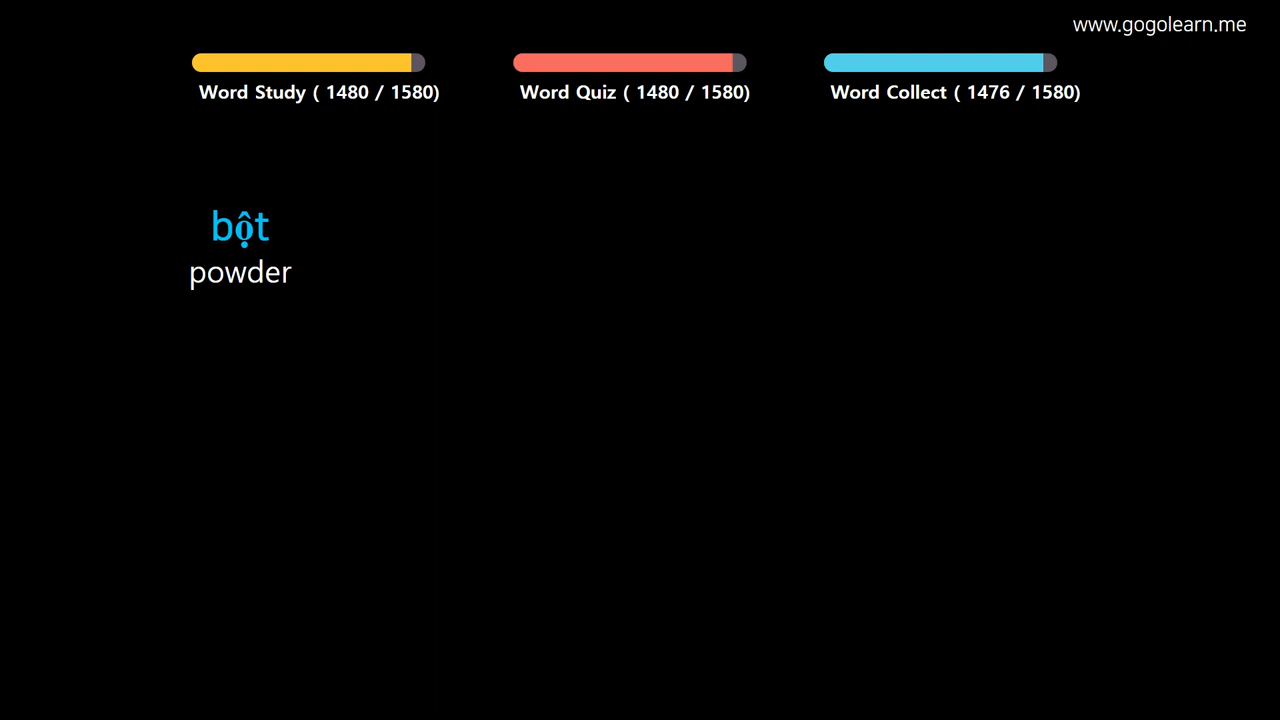 www.gogolearn.me
Word Study ( 1480 / 1580)
Word Quiz ( 1480 / 1580)
Word Collect ( 1476 / 1580)
bột
powder